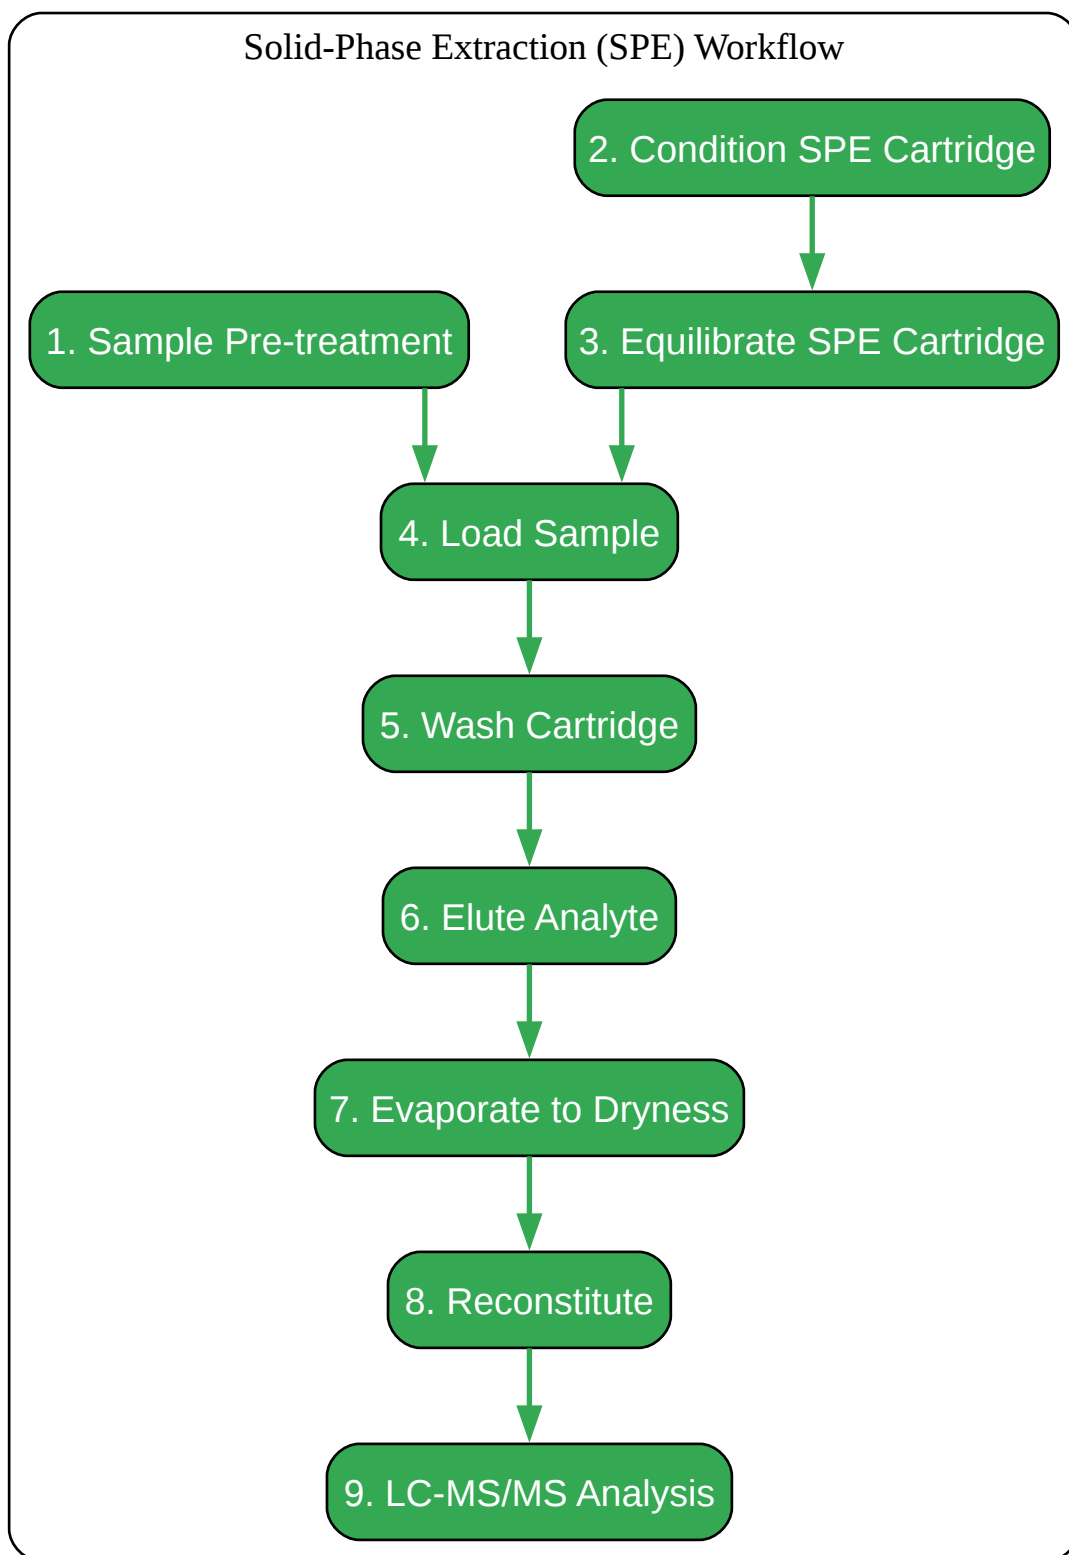 Solid-Phase Extraction (SPE) Workflow
2. Condition SPE Cartridge
1. Sample Pre-treatment
3. Equilibrate SPE Cartridge
4. Load Sample
5. Wash Cartridge
6. Elute Analyte
7. Evaporate to Dryness
8. Reconstitute
9. LC-MS/MS Analysis